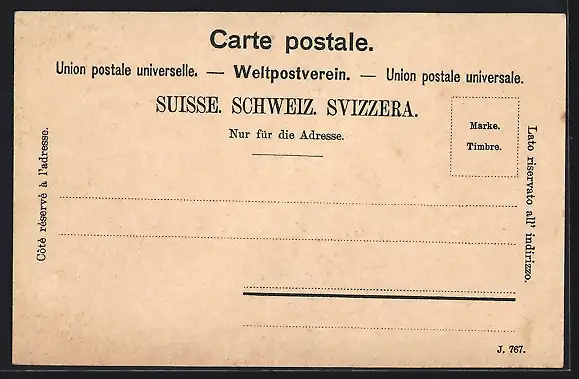 Carte postale.
Union postale universelle. — Weltpostverein. — Union postale universale.
SUISSE. SCHWEIZ. SVIZZERA.
Nur für die Adresse.
Marke.
Timbre.
Côté réservé à l'adresse.
Lato riservato all' indirizzo.
J. 767.